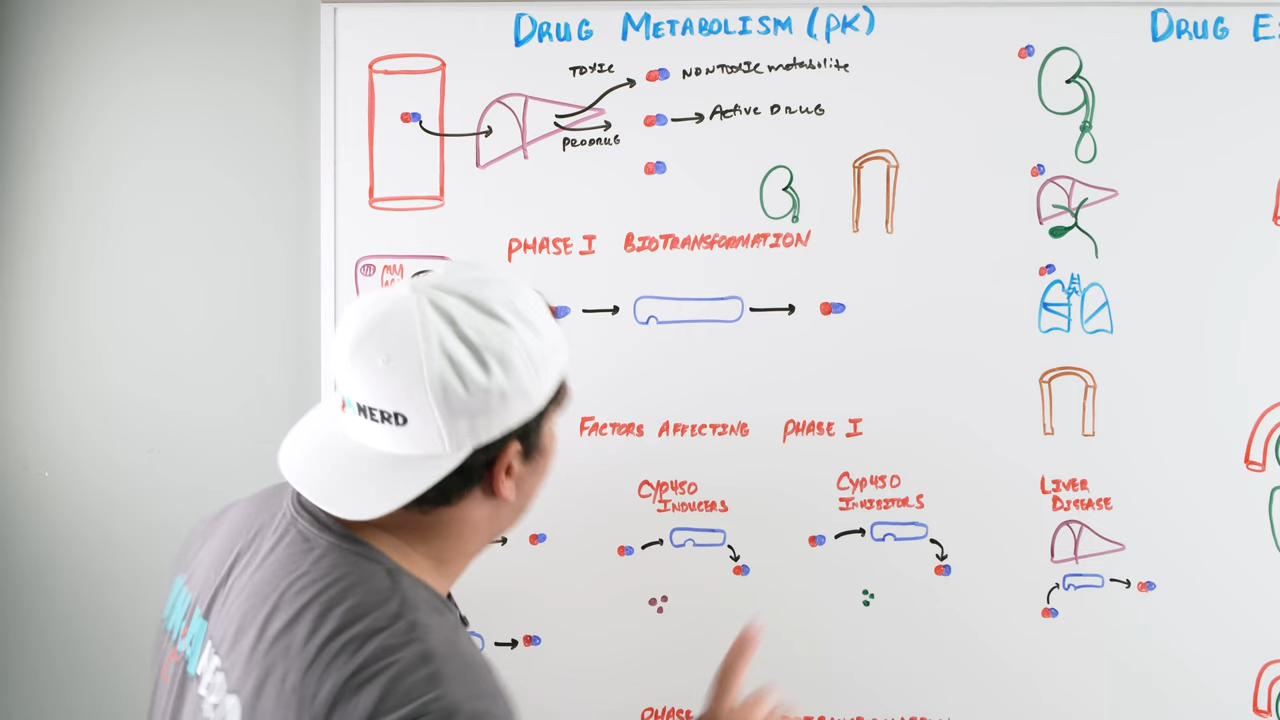 DRUG METABOLISM (PK)
DRUG E
TOXIC
NONTOXIC metabolite
PRODRUG
Active DRUG
PHASE I BIOTRANSFORMATION
FACTORS AFFECTING PHASE I
CYP450
INDUCERS
CYP450
INHIBITORS
LIVER
DISEASE
NERD
PHASE